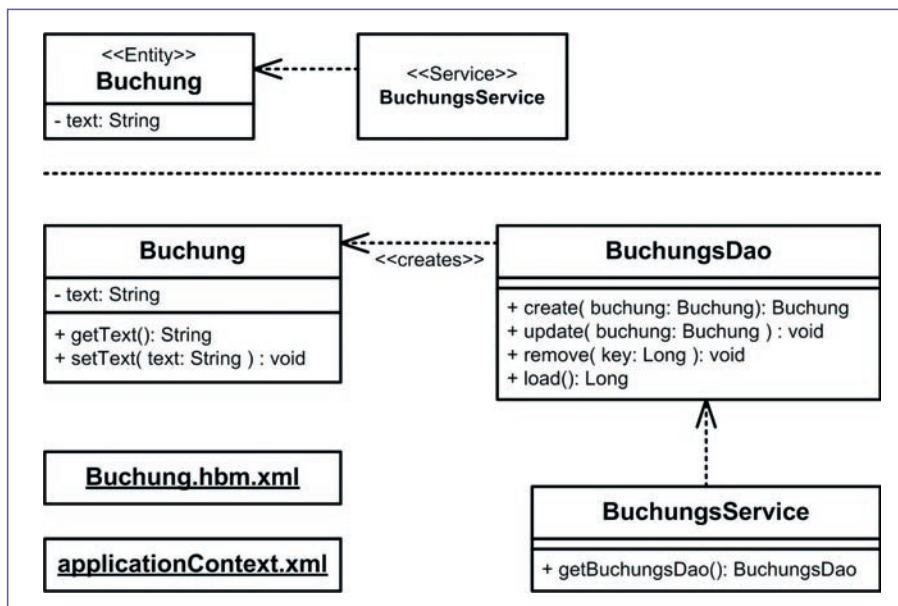 <<Entity>>
Buchung
- text: String
<<Service>>
BuchungsService
Buchung
- text: String
+ getText(): String
+ setText( text: String ) : void
<<creates>>
BuchungsDao
+ create( buchung: Buchung): Buchung
+ update( buchung: Buchung ) : void
+ remove( key: Long ): void
+ load(): Long
Buchung.hbm.xml
applicationContext.xml
BuchungsService
+ getBuchungsDao(): BuchungsDao